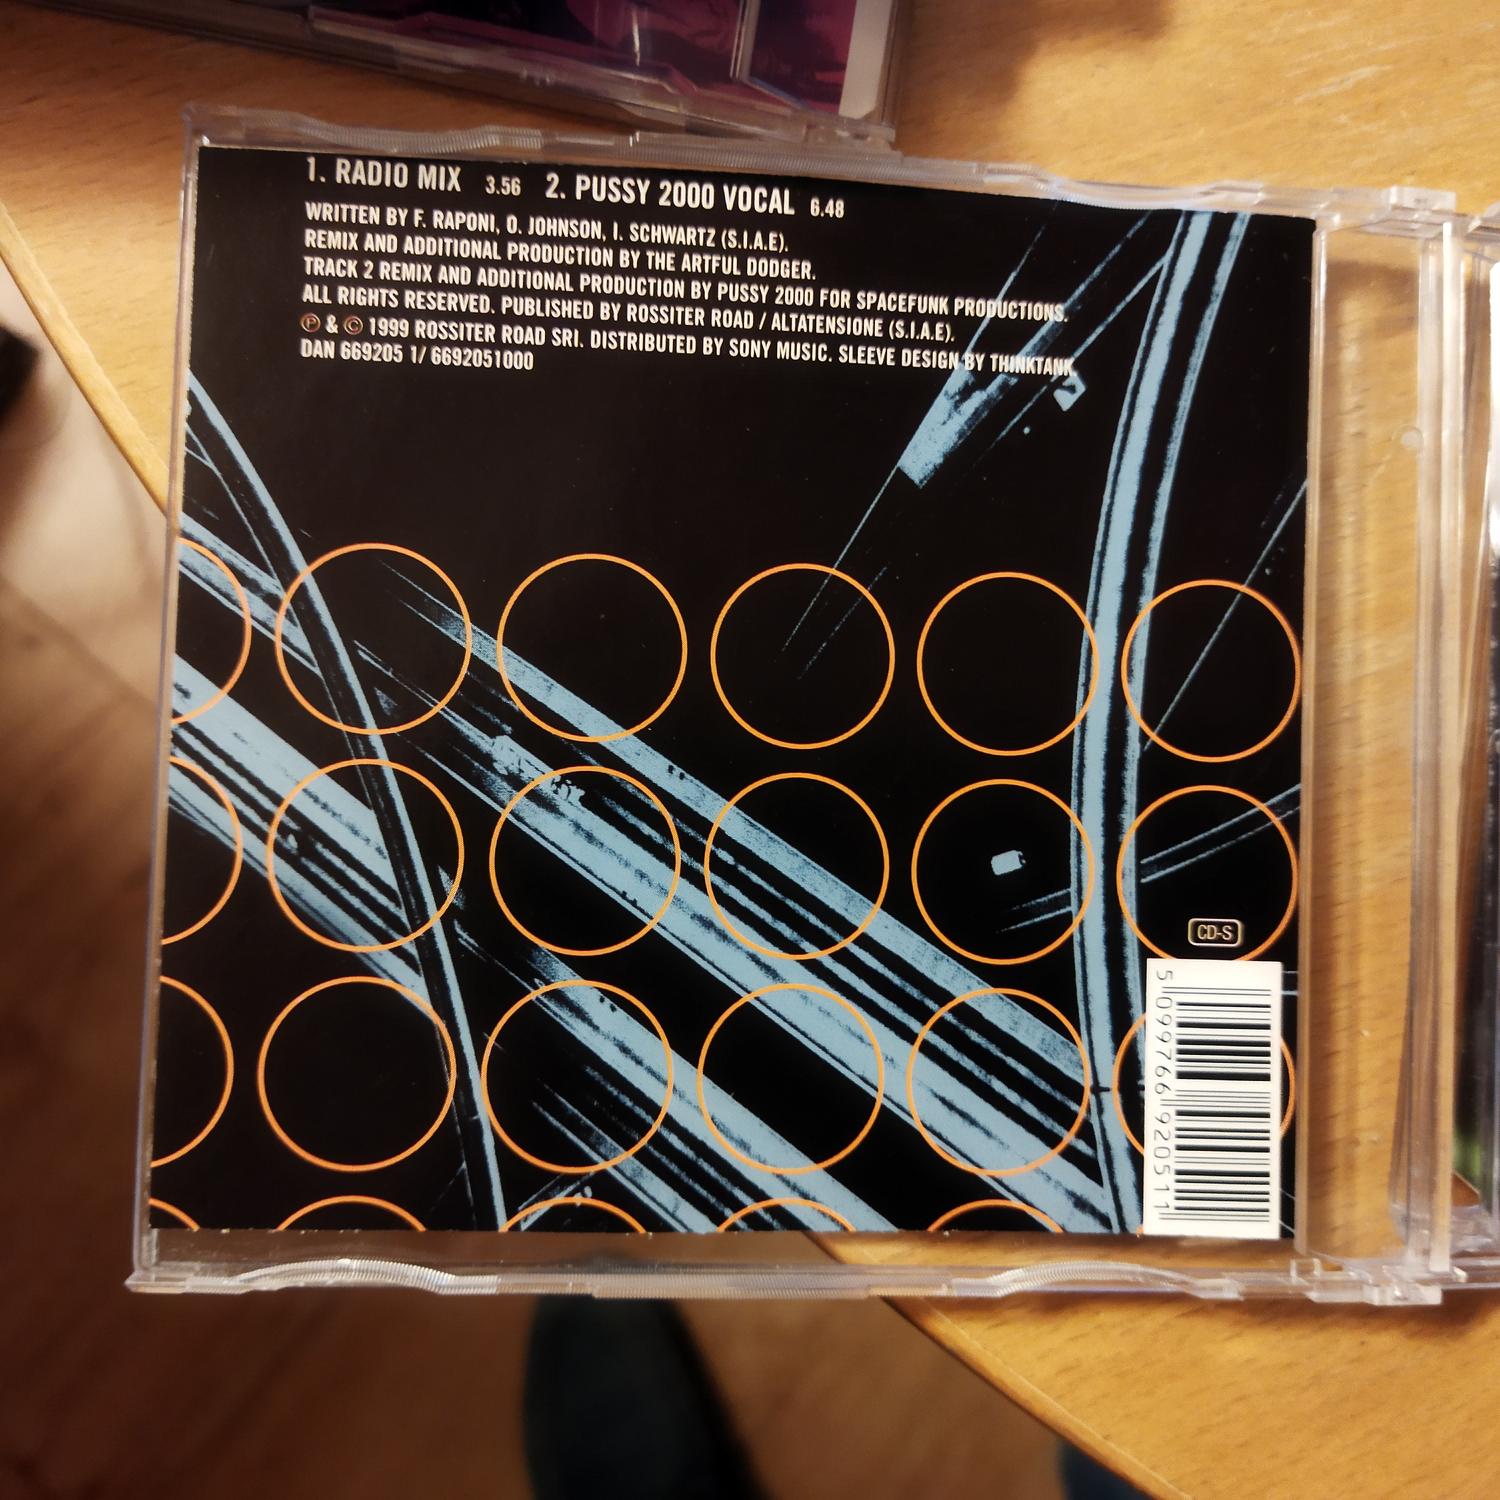 1. RADIO MIX 3.56 2. PUSSY 2000 VOCAL 6.48
WRITTEN BY F. RAPONI, O. JOHNSON, I. SCHWARTZ (S.I.A.E).
REMIX AND ADDITIONAL PRODUCTION BY THE ARTFUL DODGER.
TRACK 2 REMIX AND ADDITIONAL PRODUCTION BY PUSSY 2000 FOR SPACEFUNK PRODUCTIONS.
ALL RIGHTS RESERVED. PUBLISHED BY ROSSITER ROAD / ALTATENSIONE (S.I.A.E).
℗ & © 1999 ROSSITER ROAD SRI. DISTRIBUTED BY SONY MUSIC. SLEEVE DESIGN BY THINKTANK.
DAN 669205 1/ 6692051000
CD-S
5 099766 920511